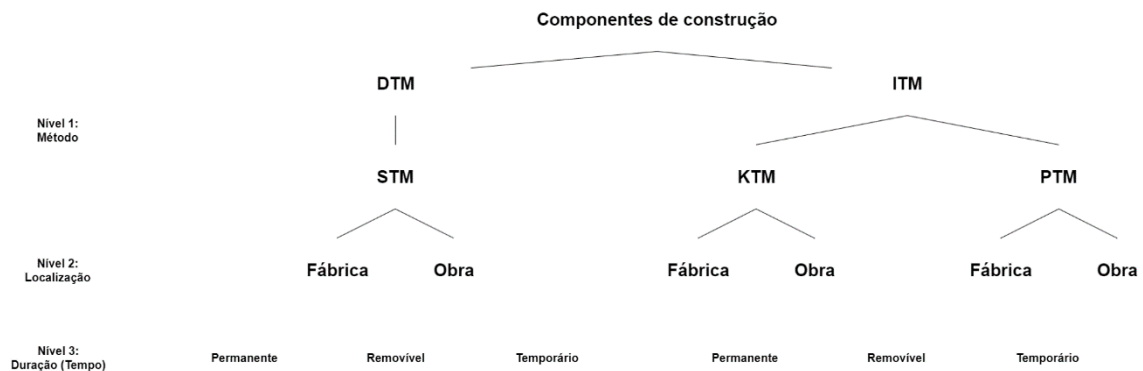 Componentes de construção
DTM ITM
Nível 1:
Método
STM KTM PTM
Nível 2:
Localização
Fábrica Obra Fábrica Obra Fábrica Obra
Nível 3:
Duração (Tempo)
Permanente Removível Temporário Permanente Removível Temporário